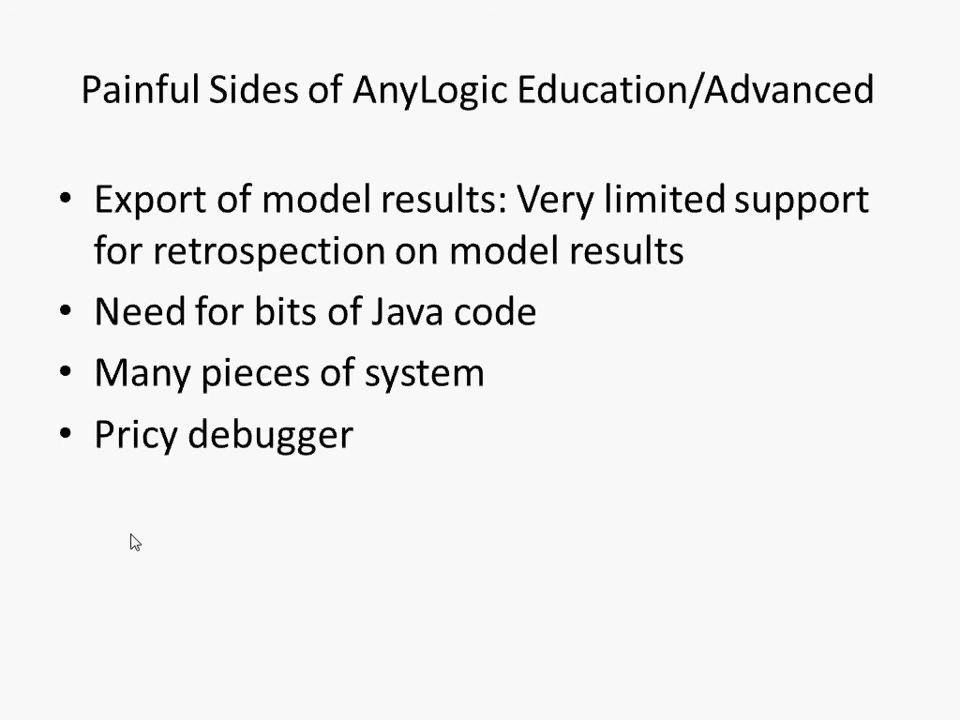 Painful Sides of AnyLogic Education/Advanced
• Export of model results: Very limited support
for retrospection on model results
• Need for bits of Java code
• Many pieces of system
• Pricy debugger